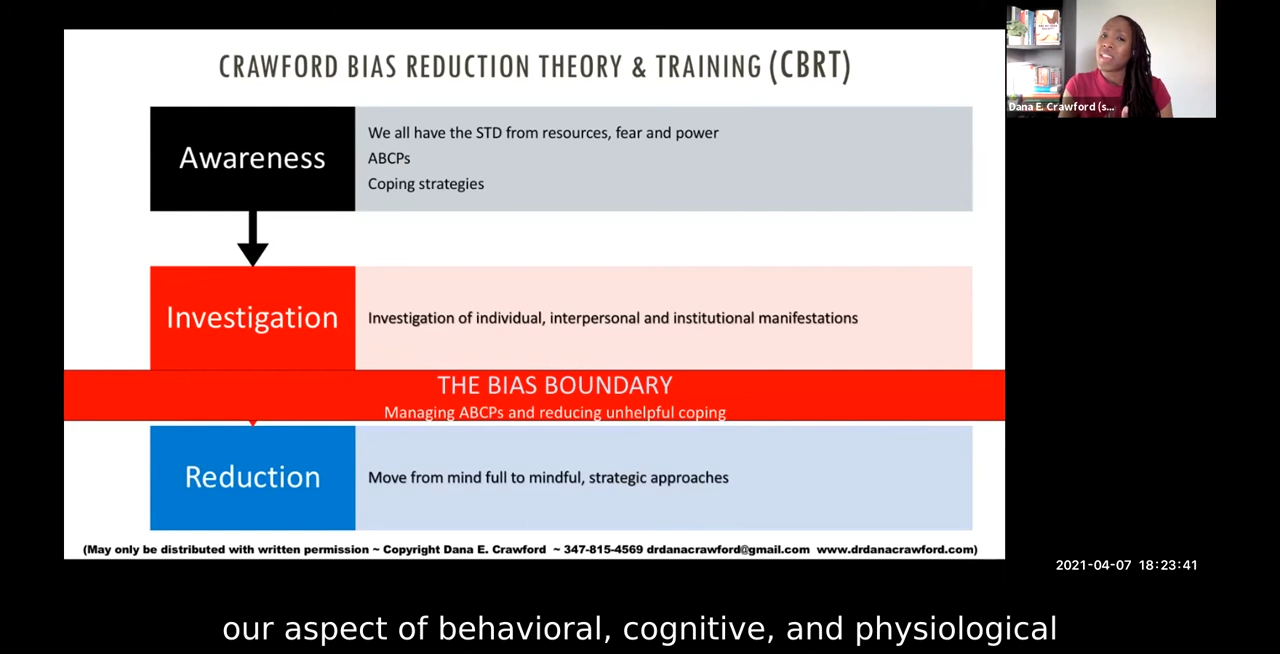 CRAWFORD BIAS REDUCTION THEORY & TRAINING (CBRT)
Awareness
We all have the STD from resources, fear and power
ABCPs
Coping strategies
Investigation
Investigation of individual, interpersonal and institutional manifestations
THE BIAS BOUNDARY
Managing ABCPs and reducing unhelpful coping
Reduction
Move from mind full to mindful, strategic approaches
(May only be distributed with written permission ~ Copyright Dana E. Crawford ~ 347-815-4569 drdanacrawford@gmail.com www.drdanacrawford.com)
Dana E. Crawford (s...
2021-04-07 18:23:41
our aspect of behavioral, cognitive, and physiological